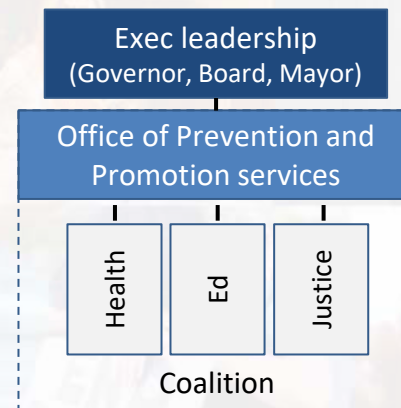 Exec leadership
(Governor, Board, Mayor)
Office of Prevention and
Promotion services
Health
Ed
Justice
Coalition